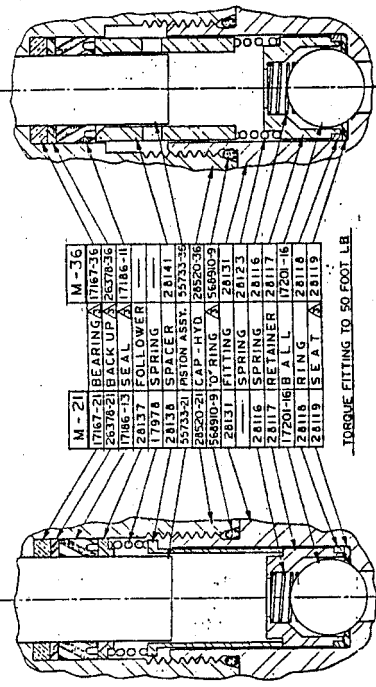 M-21 M-36
17167-21 BEARING 17167-36
26378-21 BACK UP 26378-36
17186-13 SEAL 17186-11
28137 FOLLOWER —
17978 SPRING —
28138 SPACER 28141
55733-21 PISTON ASSY. 55733-36
28520-21 CAP-HYD 28520-36
568910-9 "O"RING 568910-9
28131 FITTING 28131
— SPRING 28123
28116 SPRING 28116
28117 RETAINER 28117
17201-16 BALL 17201-16
28118 RING 28118
28119 SEAT 28119
TORQUE FITTING TO 50 FOOT LB